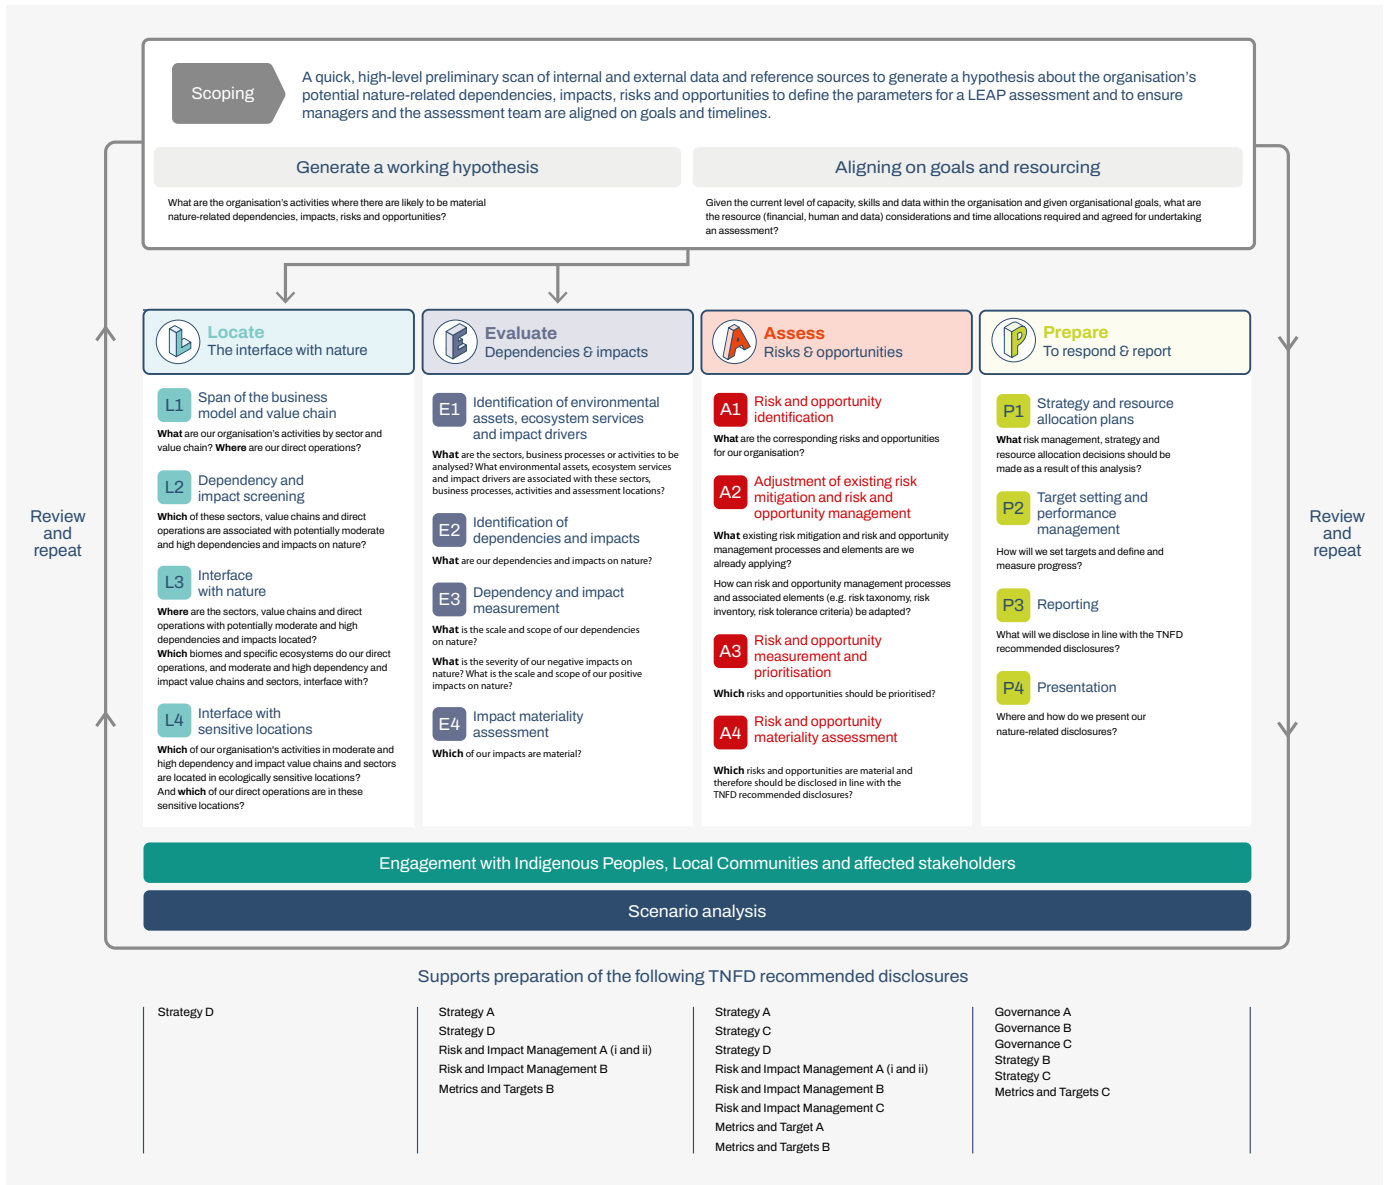 Scoping
A quick, high-level preliminary scan of internal and external data and reference sources to generate a hypothesis about the organisation's
potential nature-related dependencies, impacts, risks and opportunities to define the parameters for a LEAP assessment and to ensure
managers and the assessment team are aligned on goals and timelines.
Generate a working hypothesis
What are the organisation's activities where there are likely to be material
nature-related dependencies, impacts, risks and opportunities?
Aligning on goals and resourcing
Given the current level of capacity, skills and data within the organisation and given organisational goals, what are
the resource (financial, human and data) considerations and time allocations required and agreed for undertaking
an assessment?
Review
and
repeat
L
Locate
The interface with nature
L1
Span of the business
model and value chain
What are our organisation's activities by sector and
value chain? Where are our direct operations?
L2
Dependency and
impact screening
Which of these sectors, value chains and direct
operations are associated with potentially moderate
and high dependencies and impacts on nature?
L3
Interface
with nature
Where are the sectors, value chains and direct
operations with potentially moderate and high
dependencies and impacts located?
Which biomes and specific ecosystems do our direct
operations, and moderate and high dependency and
impact value chains and sectors, interface with?
L4
Interface with
sensitive locations
Which of our organisation's activities in moderate and
high dependency and impact value chains and sectors
are located in ecologically sensitive locations?
And which of our direct operations are in these
sensitive locations?
E
Evaluate
Dependencies & impacts
E1
Identification of environmental
assets, ecosystem services
and impact drivers
What are the sectors, business processes or activities to be
analysed? What environmental assets, ecosystem services
and impact drivers are associated with these sectors,
business processes, activities and assessment locations?
E2
Identification of
dependencies and impacts
What are our dependencies and impacts on nature?
E3
Dependency and impact
measurement
What is the scale and scope of our dependencies
on nature?
What is the severity of our negative impacts on
nature? What is the scale and scope of our positive
impacts on nature?
E4
Impact materiality
assessment
Which of our impacts are material?
A
Assess
Risks & opportunities
A1
Risk and opportunity
identification
What are the corresponding risks and opportunities
for our organisation?
A2
Adjustment of existing risk
mitigation and risk and
opportunity management
What existing risk mitigation and risk and opportunity
management processes and elements are we
already applying?
How can risk and opportunity management processes
and associated elements (e.g. risk taxonomy, risk
inventory, risk tolerance criteria) be adapted?
A3
Risk and opportunity
measurement and
prioritisation
Which risks and opportunities should be prioritised?
A4
Risk and opportunity
materiality assessment
Which risks and opportunities are material and
therefore should be disclosed in line with the
TNFD recommended disclosures?
P
Prepare
To respond & report
P1
Strategy and resource
allocation plans
What risk management, strategy and
resource allocation decisions should be
made as a result of this analysis?
P2
Target setting and
performance
management
How will we set targets and define and
measure progress?
P3
Reporting
What will we disclose in line with the TNFD
recommended disclosures?
P4
Presentation
Where and how do we present our
nature-related disclosures?
Review
and
repeat
Engagement with Indigenous Peoples, Local Communities and affected stakeholders
Scenario analysis
Supports preparation of the following TNFD recommended disclosures
Strategy D
Strategy A
Strategy D
Risk and Impact Management A (i and ii)
Risk and Impact Management B
Metrics and Targets B
Strategy A
Strategy C
Strategy D
Risk and Impact Management A (i and ii)
Risk and Impact Management B
Risk and Impact Management C
Metrics and Target A
Metrics and Targets B
Governance A
Governance B
Governance C
Strategy B
Strategy C
Metrics and Targets C